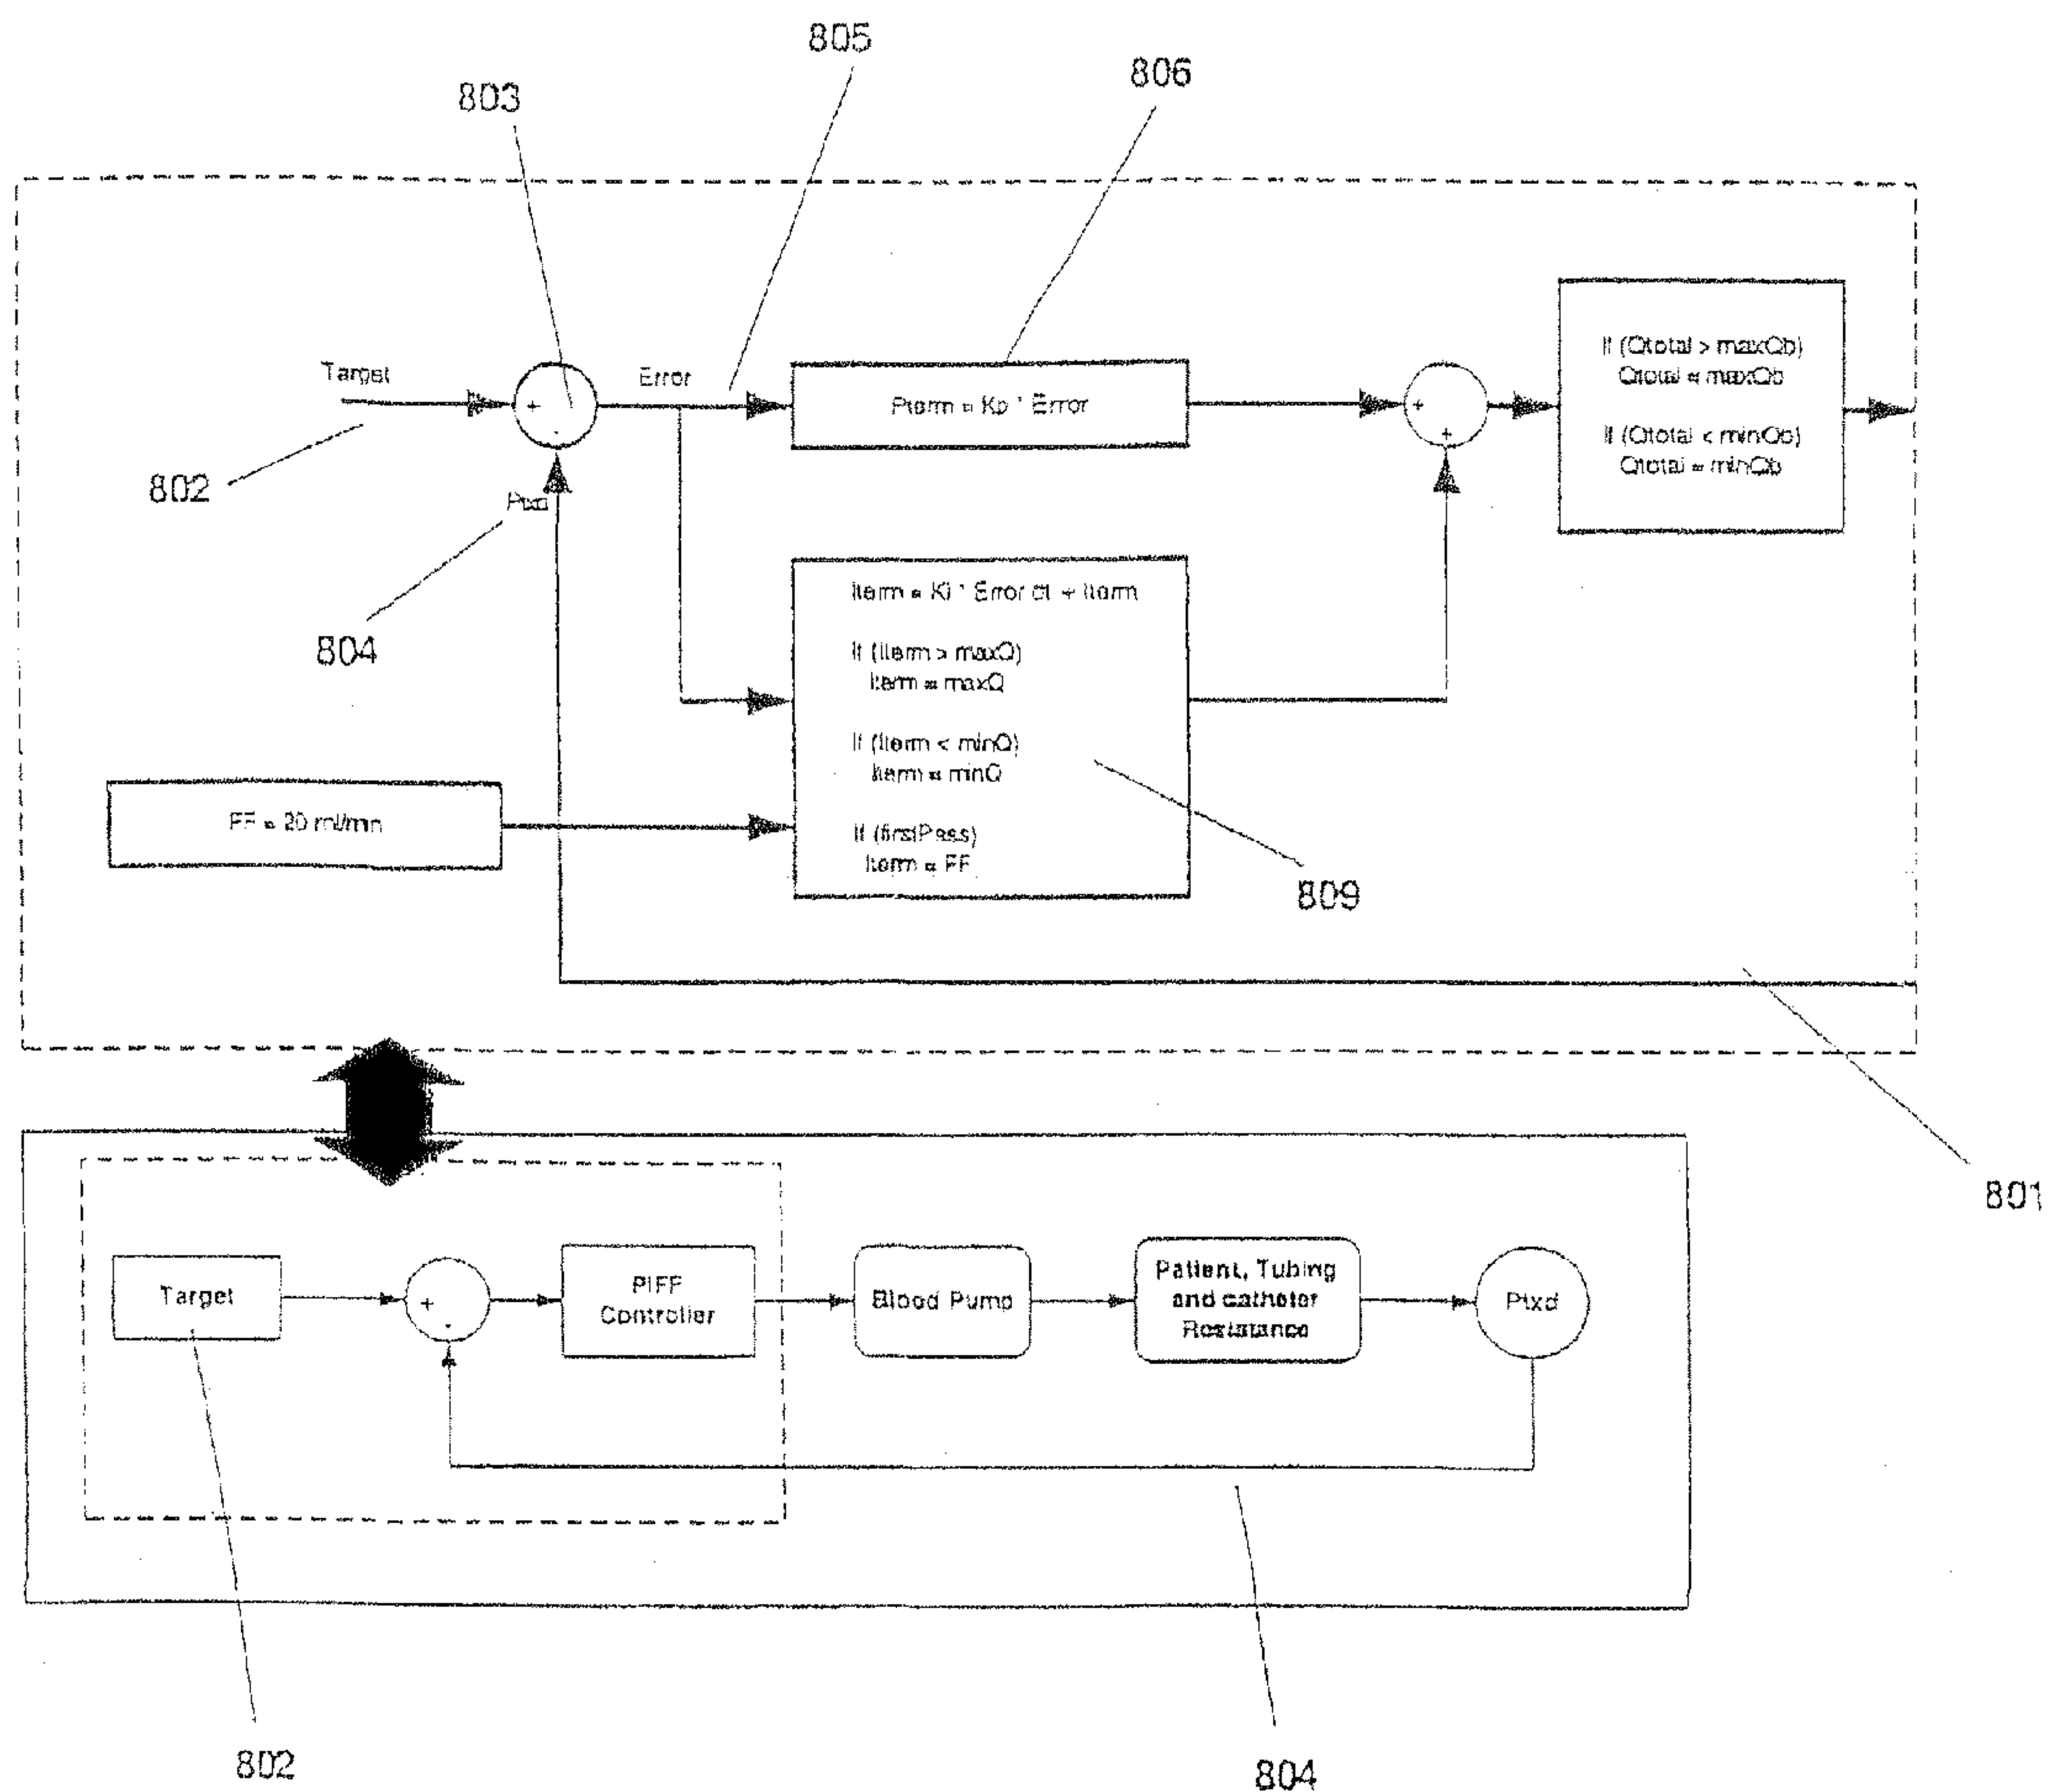 805
806
803
Target
Error
Pterm = Kp * Error
If (Qtotal > maxQb)
Qtotal = maxQb
If (Qtotal < minQb)
Qtotal = minQb
+
-
+
+
802
Ptxd
804
Iterm = Ki * Error dt + Iterm
If (Iterm > maxQ)
Iterm = maxQ
If (Iterm < minQ)
Iterm = minQ
If (firstPass)
Iterm = FF
FF = 20 ml/min
809
801
Target
+
-
PIFF
Controller
Blood Pump
Patient, Tubing
and catheter
Resistance
Ptxd
802
804